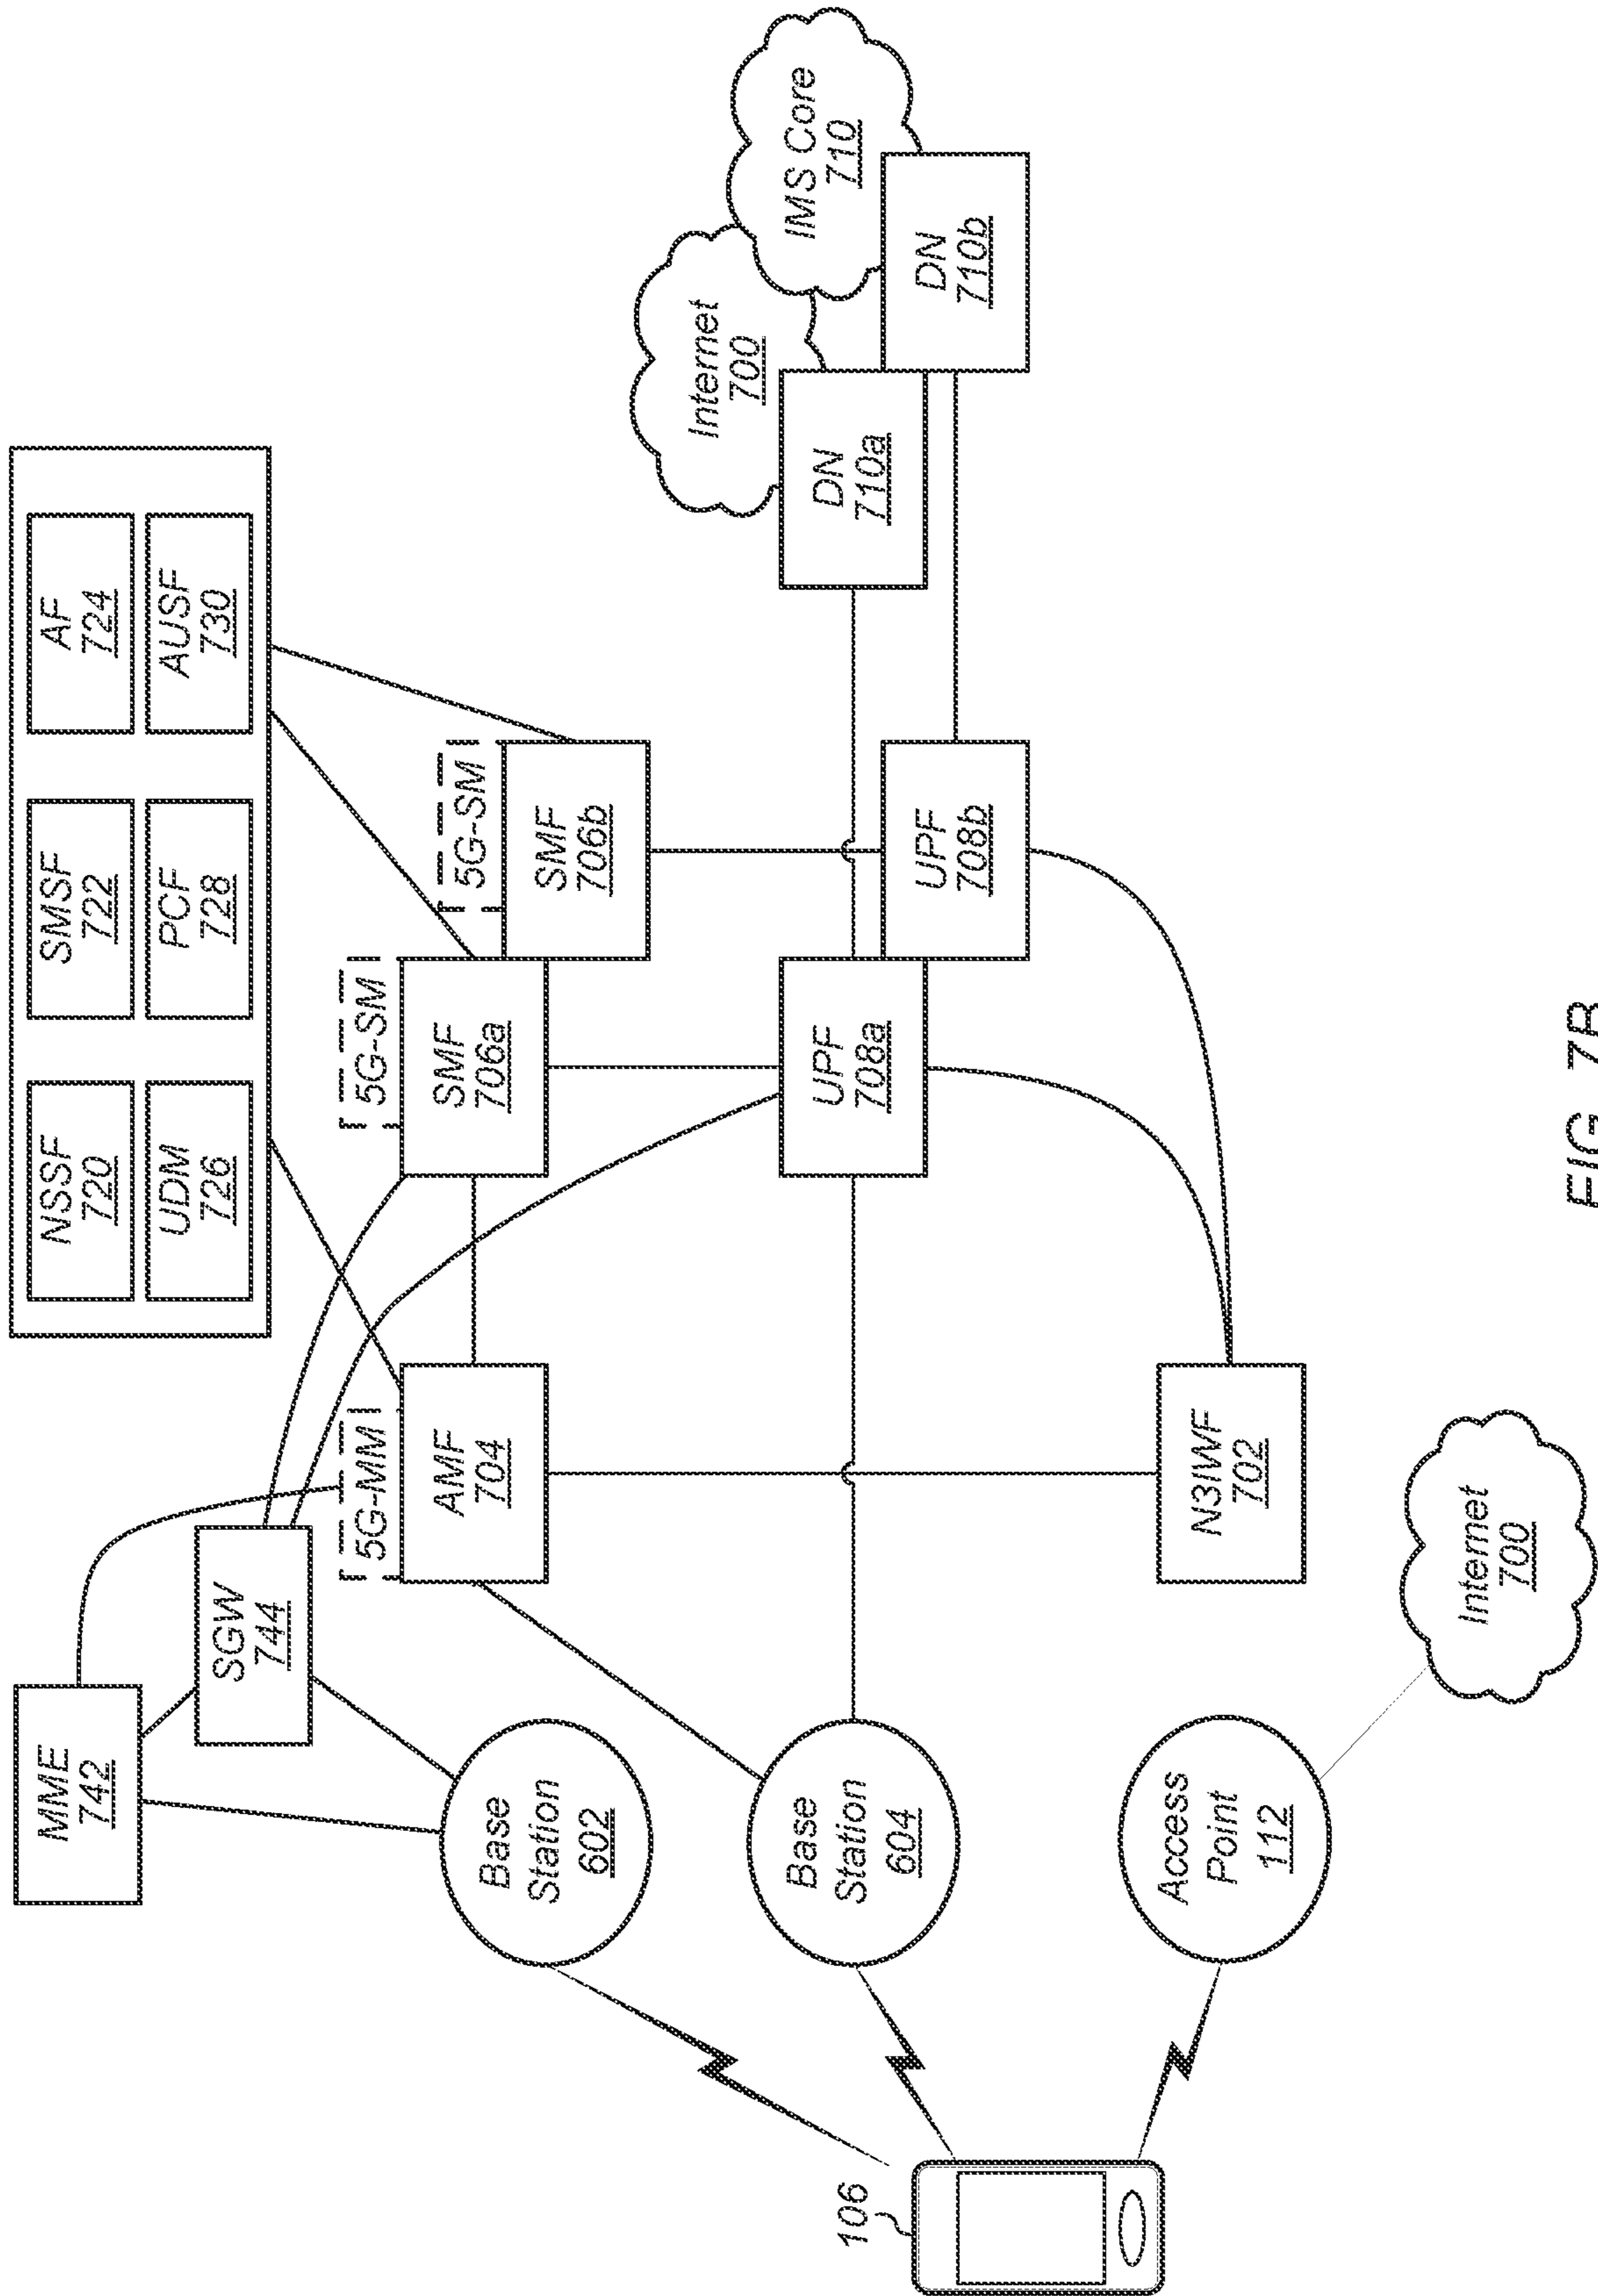 MME
742
SGW
744
NSSF
720
SMSF
722
AF
724
UDM
726
PCF
728
AUSF
730
5G-MM
AMF
704
5G-SM
SMF
706a
5G-SM
SMF
706b
Base
Station
602
Base
Station
604
UPF
708a
UPF
708b
DN
710a
DN
710b
Internet
700
IMS Core
710
106
Access
Point
112
N3IWF
702
Internet
700
FIG. 7B